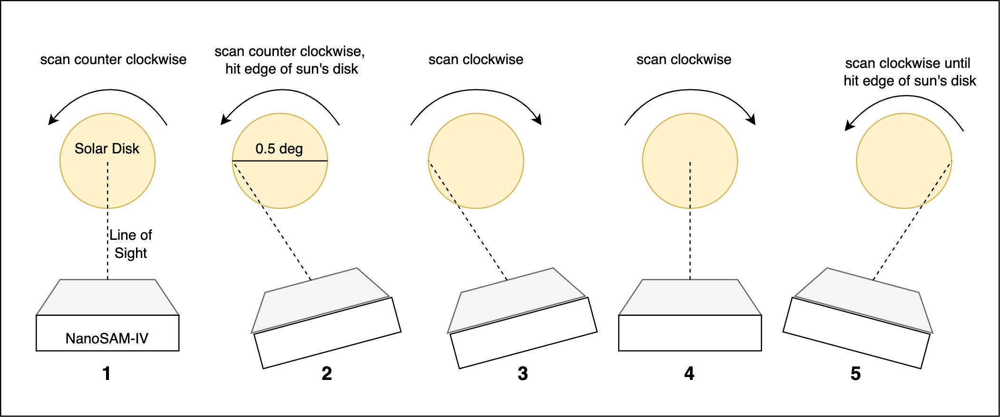 scan counter clockwise
scan counter clockwise,
hit edge of sun's disk
scan clockwise
scan clockwise
scan clockwise until
hit edge of sun's disk
Solar Disk
0.5 deg
Line of
Sight
NanoSAM-IV
1
2
3
4
5